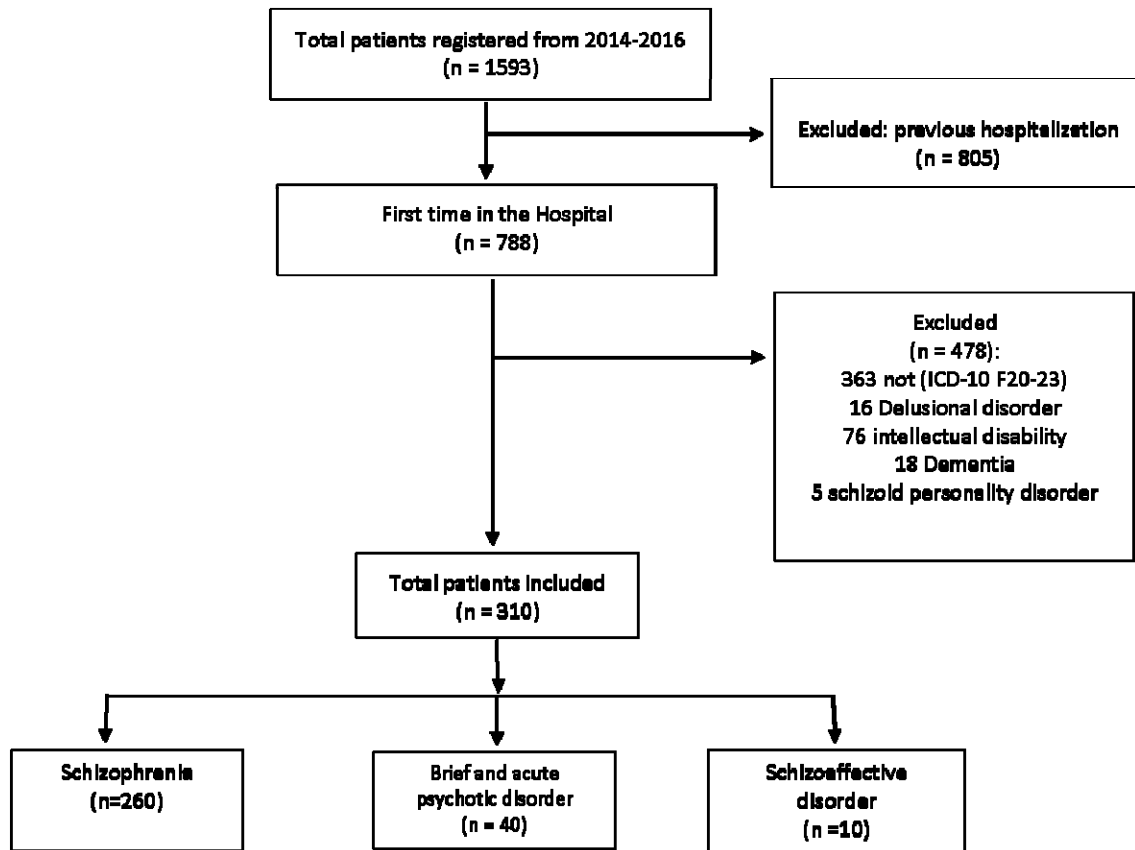 Total patients registered from 2014-2016
(n = 1593)
Excluded: previous hospitalization
(n = 805)
First time in the Hospital
(n = 788)
Excluded
(n = 478):
363 not (ICD-10 F20-23)
16 Delusional disorder
76 intellectual disability
18 Dementia
5 schizoid personality disorder
Total patients included
(n = 310)
Schizophrenia
(n=260)
Brief and acute
psychotic disorder
(n = 40)
Schizoeffective
disorder
(n =10)